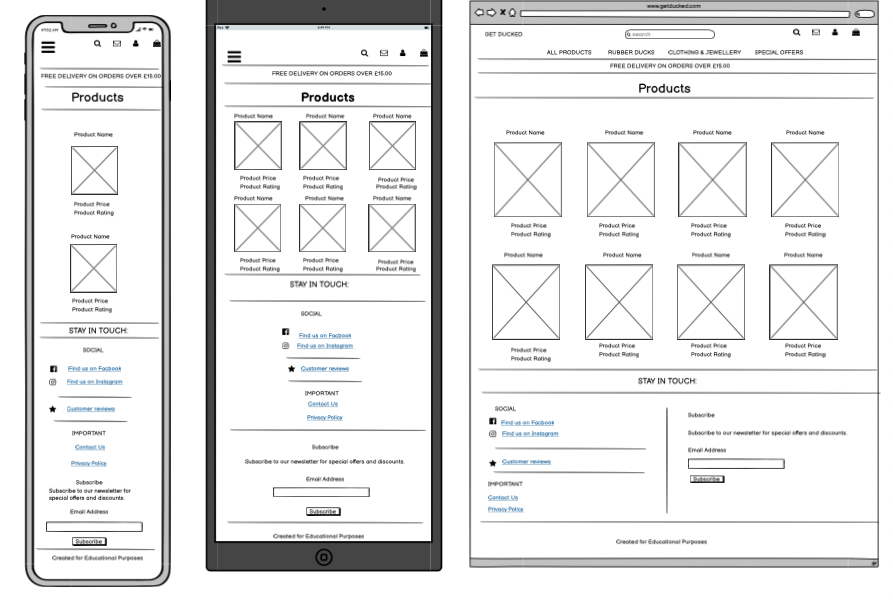 09:52 AM
FREE DELIVERY ON ORDERS OVER £15.00
Products
Product Name
Product Price
Product Rating
Product Name
Product Price
Product Rating
STAY IN TOUCH:
SOCIAL
Find us on Facbook
Find us on Instagram
Customer reviews
IMPORTANT
Contact Us
Privacy Policy
Subscribe
Subscribe to our newsletter for
special offers and discounts.
Email Address
Subscribe
Created for Educational Purposes
FREE DELIVERY ON ORDERS OVER £15.00
Products
Product Name Product Name Product Name
Product Price Product Price Product Price
Product Rating Product Rating Product Rating
Product Name Product Name Product Name
Product Price Product Price Product Price
Product Rating Product Rating Product Rating
STAY IN TOUCH:
SOCIAL
Find us on Facbook
Find us on Instagram
Customer reviews
IMPORTANT
Contact Us
Privacy Policy
Subscribe
Subscribe to our newsletter for special offers and discounts.
Email Address
Subscribe
Created for Educational Purposes
www.getducked.com
GET DUCKED search
ALL PRODUCTS RUBBER DUCKS CLOTHING & JEWELLERY SPECIAL OFFERS
FREE DELIVERY ON ORDERS OVER £15.00
Products
Product Name Product Name Product Name Product Name
Product Price Product Price Product Price Product Price
Product Rating Product Rating Product Rating Product Rating
Product Name Product Name Product Name Product Name
Product Price Product Price Product Price Product Price
Product Rating Product Rating Product Rating Product Rating
STAY IN TOUCH:
SOCIAL
Find us on Facbook
Find us on Instagram
Customer reviews
IMPORTANT
Contact Us
Privacy Policy
Subscribe
Subscribe to our newsletter for special offers and discounts.
Email Address
Subscribe
Created for Educational Purposes